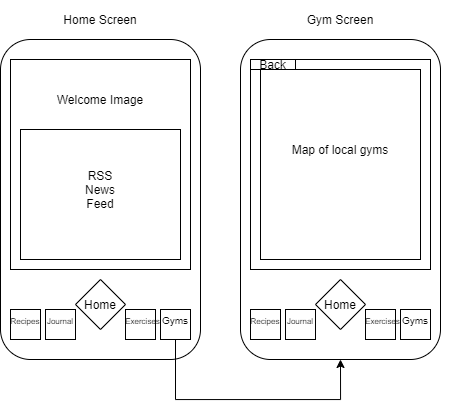 Home Screen
Gym Screen
Welcome Image
RSS
News
Feed
Home
Recipes
Journal
Exercises
Gyms
Back
Map of local gyms
Home
Recipes
Journal
Exercises
Gyms